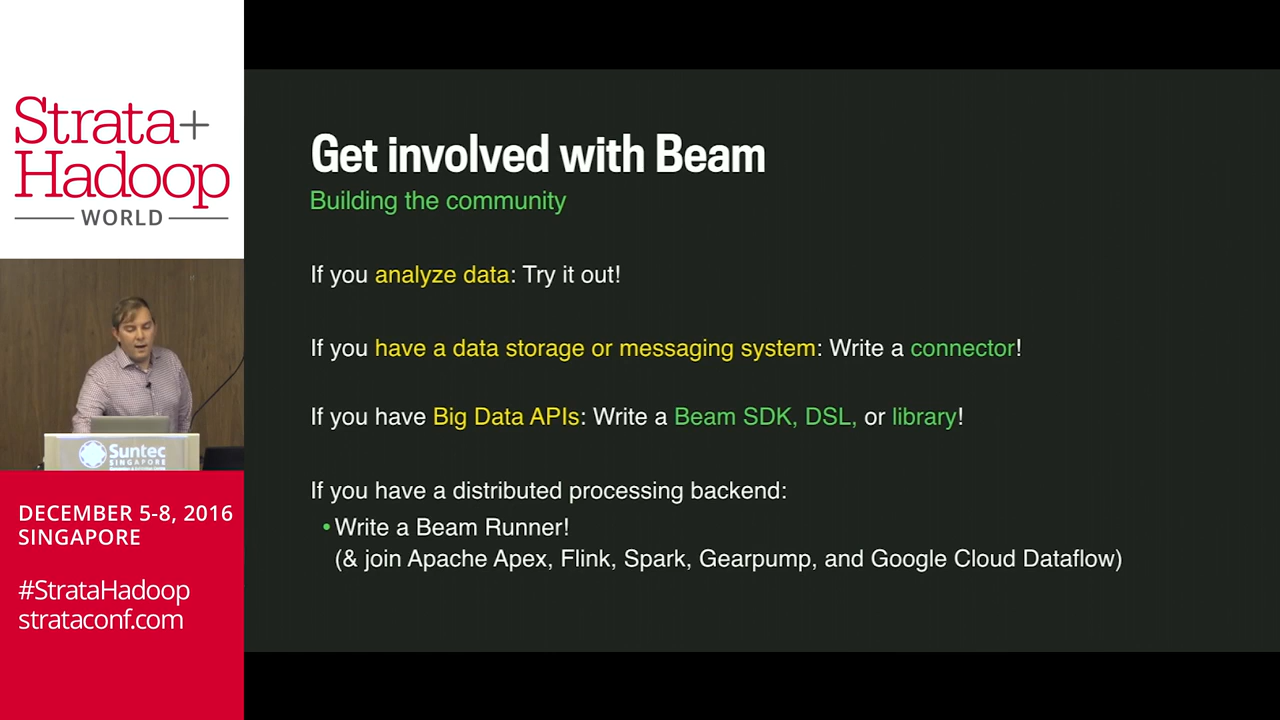 Strata+
Hadoop
WORLD
Suntec
SINGAPORE
DECEMBER 5-8, 2016
SINGAPORE
#StrataHadoop
strataconf.com
Get involved with Beam
Building the community
If you analyze data: Try it out!
If you have a data storage or messaging system: Write a connector!
If you have Big Data APIs: Write a Beam SDK, DSL, or library!
If you have a distributed processing backend:
• Write a Beam Runner!
(& join Apache Apex, Flink, Spark, Gearpump, and Google Cloud Dataflow)